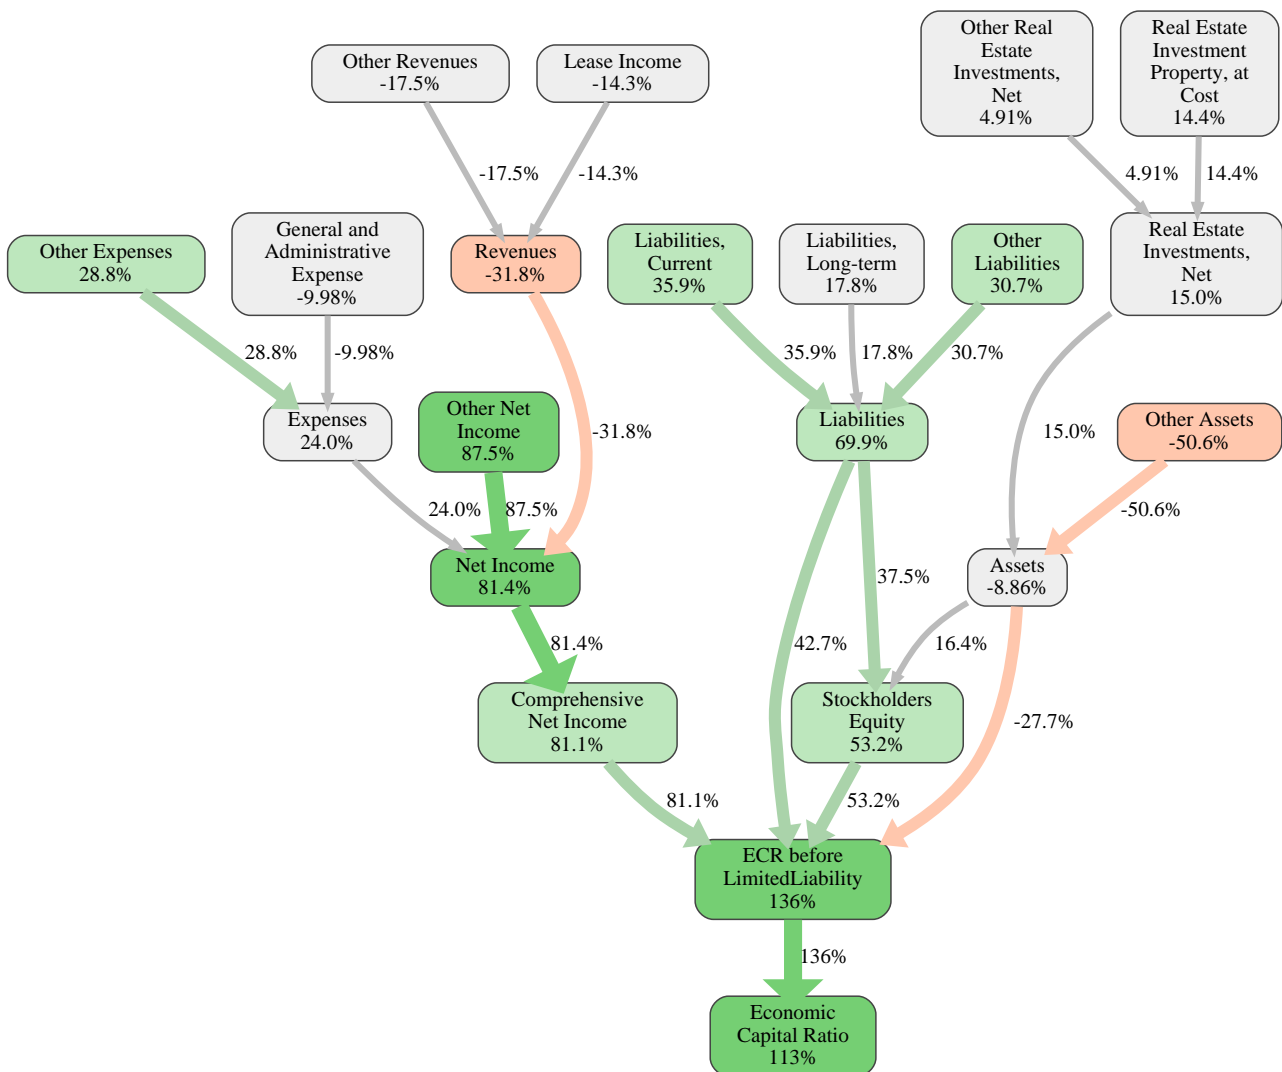 Other Real
Estate
Investments,
Net
4.91%
Real Estate
Investment
Property, at
Cost
14.4%
Other Revenues
-17.5%
Lease Income
-14.3%
-17.5%
-14.3%
4.91%
14.4%
Other Expenses
28.8%
General and
Administrative
Expense
-9.98%
Revenues
-31.8%
Liabilities,
Current
35.9%
Liabilities,
Long-term
17.8%
Other
Liabilities
30.7%
Real Estate
Investments,
Net
15.0%
28.8%
-9.98%
35.9%
17.8%
30.7%
Expenses
24.0%
Other Net
Income
87.5%
-31.8%
Liabilities
69.9%
15.0%
Other Assets
-50.6%
24.0%
87.5%
-50.6%
Net Income
81.4%
37.5%
Assets
-8.86%
81.4%
42.7%
16.4%
Comprehensive
Net Income
81.1%
Stockholders
Equity
53.2%
-27.7%
81.1%
53.2%
ECR before
LimitedLiability
136%
136%
Economic
Capital Ratio
113%